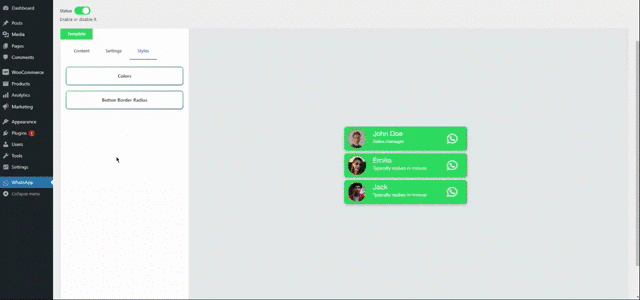 Dashboard
Posts
Media
Pages
Comments
WooCommerce
Products
Analytics
Marketing
Appearance
Plugins 1
Users
Tools
Settings
WhatsApp
Collapse menu
Status
Enable or disable it
Template
Content Settings Styles
Colors
Button Border Radius
John Doe
Sales manager
Emilia
Typically replies in minute
Jack
Typically replies in minute